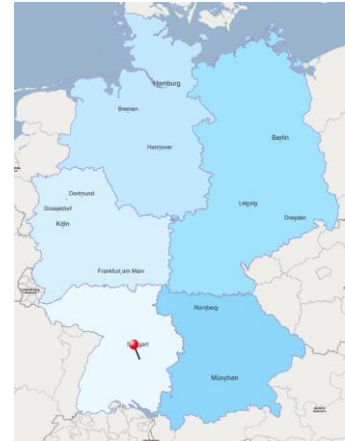 Hamburg
Bremen
Berlin
Hannover
Dortmund
Leipzig
Düsseldorf
Dresden
Köln
Frankfurt am Main
Nürnberg
München